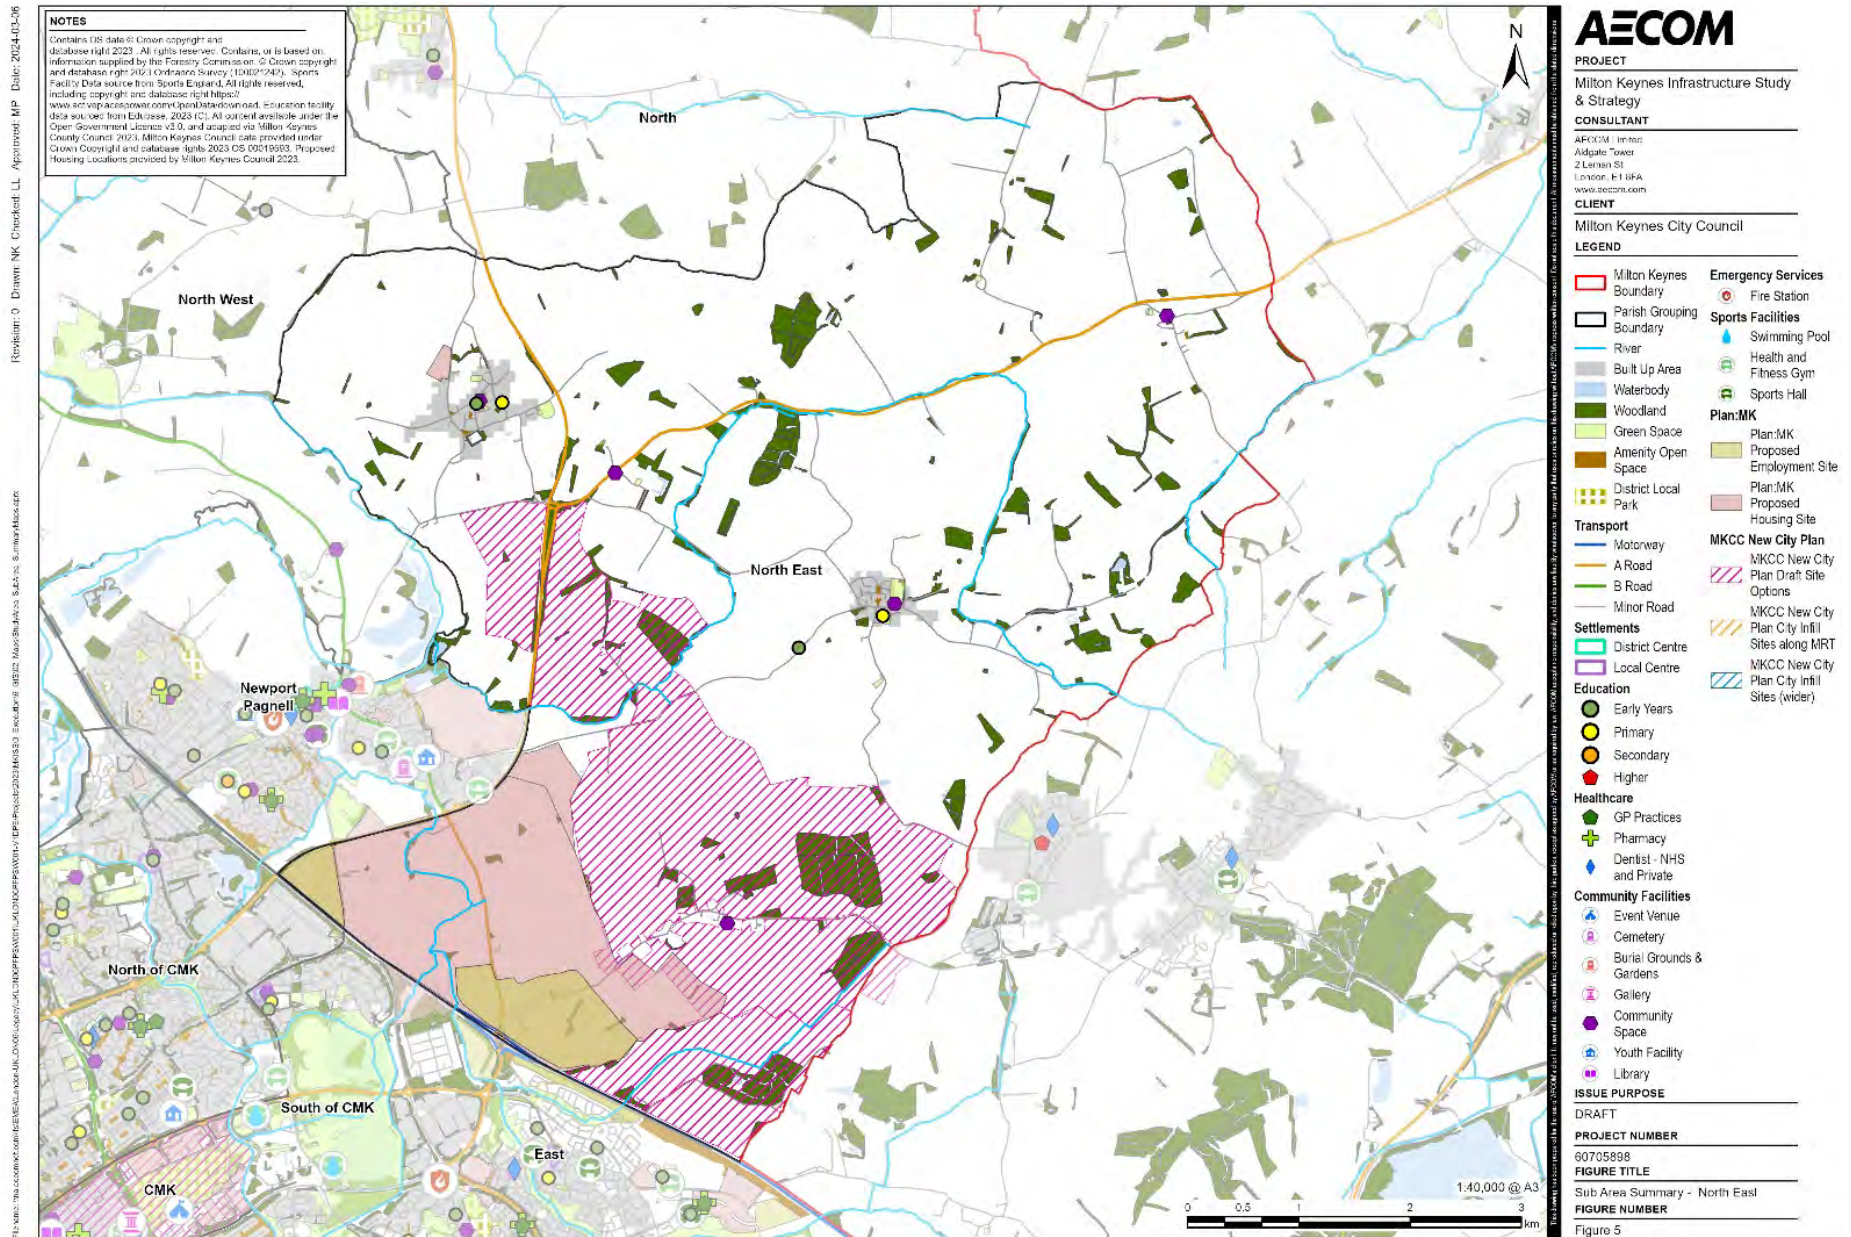 NOTES
Contains OS data © Crown copyright and
database right 2023 . All rights reserved. Contains, or is based on,
information supplied by the Forestry Commission. © Crown copyright
and database right 2023 Ordnance Survey (100021242). Sports
Facility Data source from Sports England, All rights reserved,
including copyright and database right https://
www.activeplacespower.com/OpenData/download. Education facility
data sourced from Edubase, 2023 (C). All content available under the
Open Government Licence v3.0, and adapted via Milton Keynes
County Council 2023. Milton Keynes Council data provided under
Crown Copyright and database rights 2023 OS 00019693. Proposed
Housing Locations provided by Milton Keynes Council 2023.
Revision: 0 Drawn: NK Checked: LL Approved: MP Date: 2024-03-06
North
North West
North East
Newport
Pagnell
North of CMK
South of CMK
East
CMK
N
1:40,000 @ A3
0 0.5 1 2 3
km
AECOM
PROJECT
Milton Keynes Infrastructure Study
& Strategy
CONSULTANT
AECOM Limited
Aldgate Tower
2 Leman St
London, E1 8FA
www.aecom.com
CLIENT
Milton Keynes City Council
LEGEND
Milton Keynes
Boundary
Parish Grouping
Boundary
River
Built Up Area
Waterbody
Woodland
Green Space
Amenity Open
Space
District Local
Park
Transport
Motorway
A Road
B Road
Minor Road
Settlements
District Centre
Local Centre
Education
Early Years
Primary
Secondary
Higher
Healthcare
GP Practices
Pharmacy
Dentist - NHS
and Private
Community Facilities
Event Venue
Cemetery
Burial Grounds &
Gardens
Gallery
Community
Space
Youth Facility
Library
Emergency Services
Fire Station
Sports Facilities
Swimming Pool
Health and
Fitness Gym
Sports Hall
Plan:MK
Plan:MK
Proposed
Employment Site
Plan:MK
Proposed
Housing Site
MKCC New City Plan
MKCC New City
Plan Draft Site
Options
MKCC New City
Plan City Infill
Sites along MRT
MKCC New City
Plan City Infill
Sites (wider)
ISSUE PURPOSE
DRAFT
PROJECT NUMBER
60705898
FIGURE TITLE
Sub Area Summary - North East
FIGURE NUMBER
Figure 5